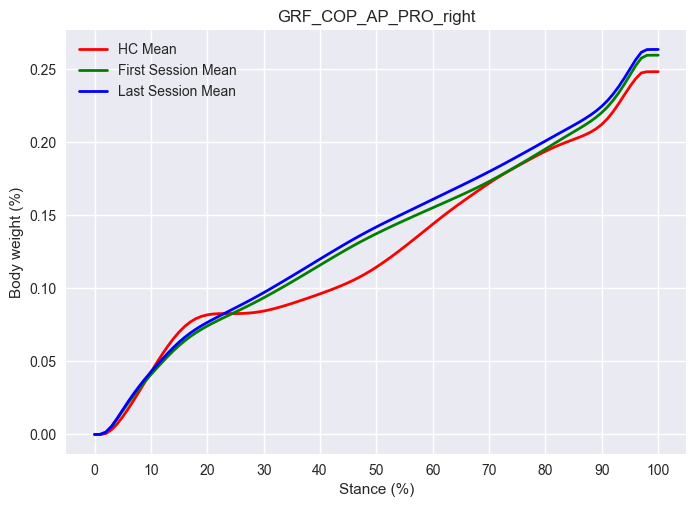 GRF_COP_AP_PRO_right
HC Mean
First Session Mean
Last Session Mean
Body weight (%)
0.25
0.20
0.15
0.10
0.05
0.00
0 10 20 30 40 50 60 70 80 90 100
Stance (%)